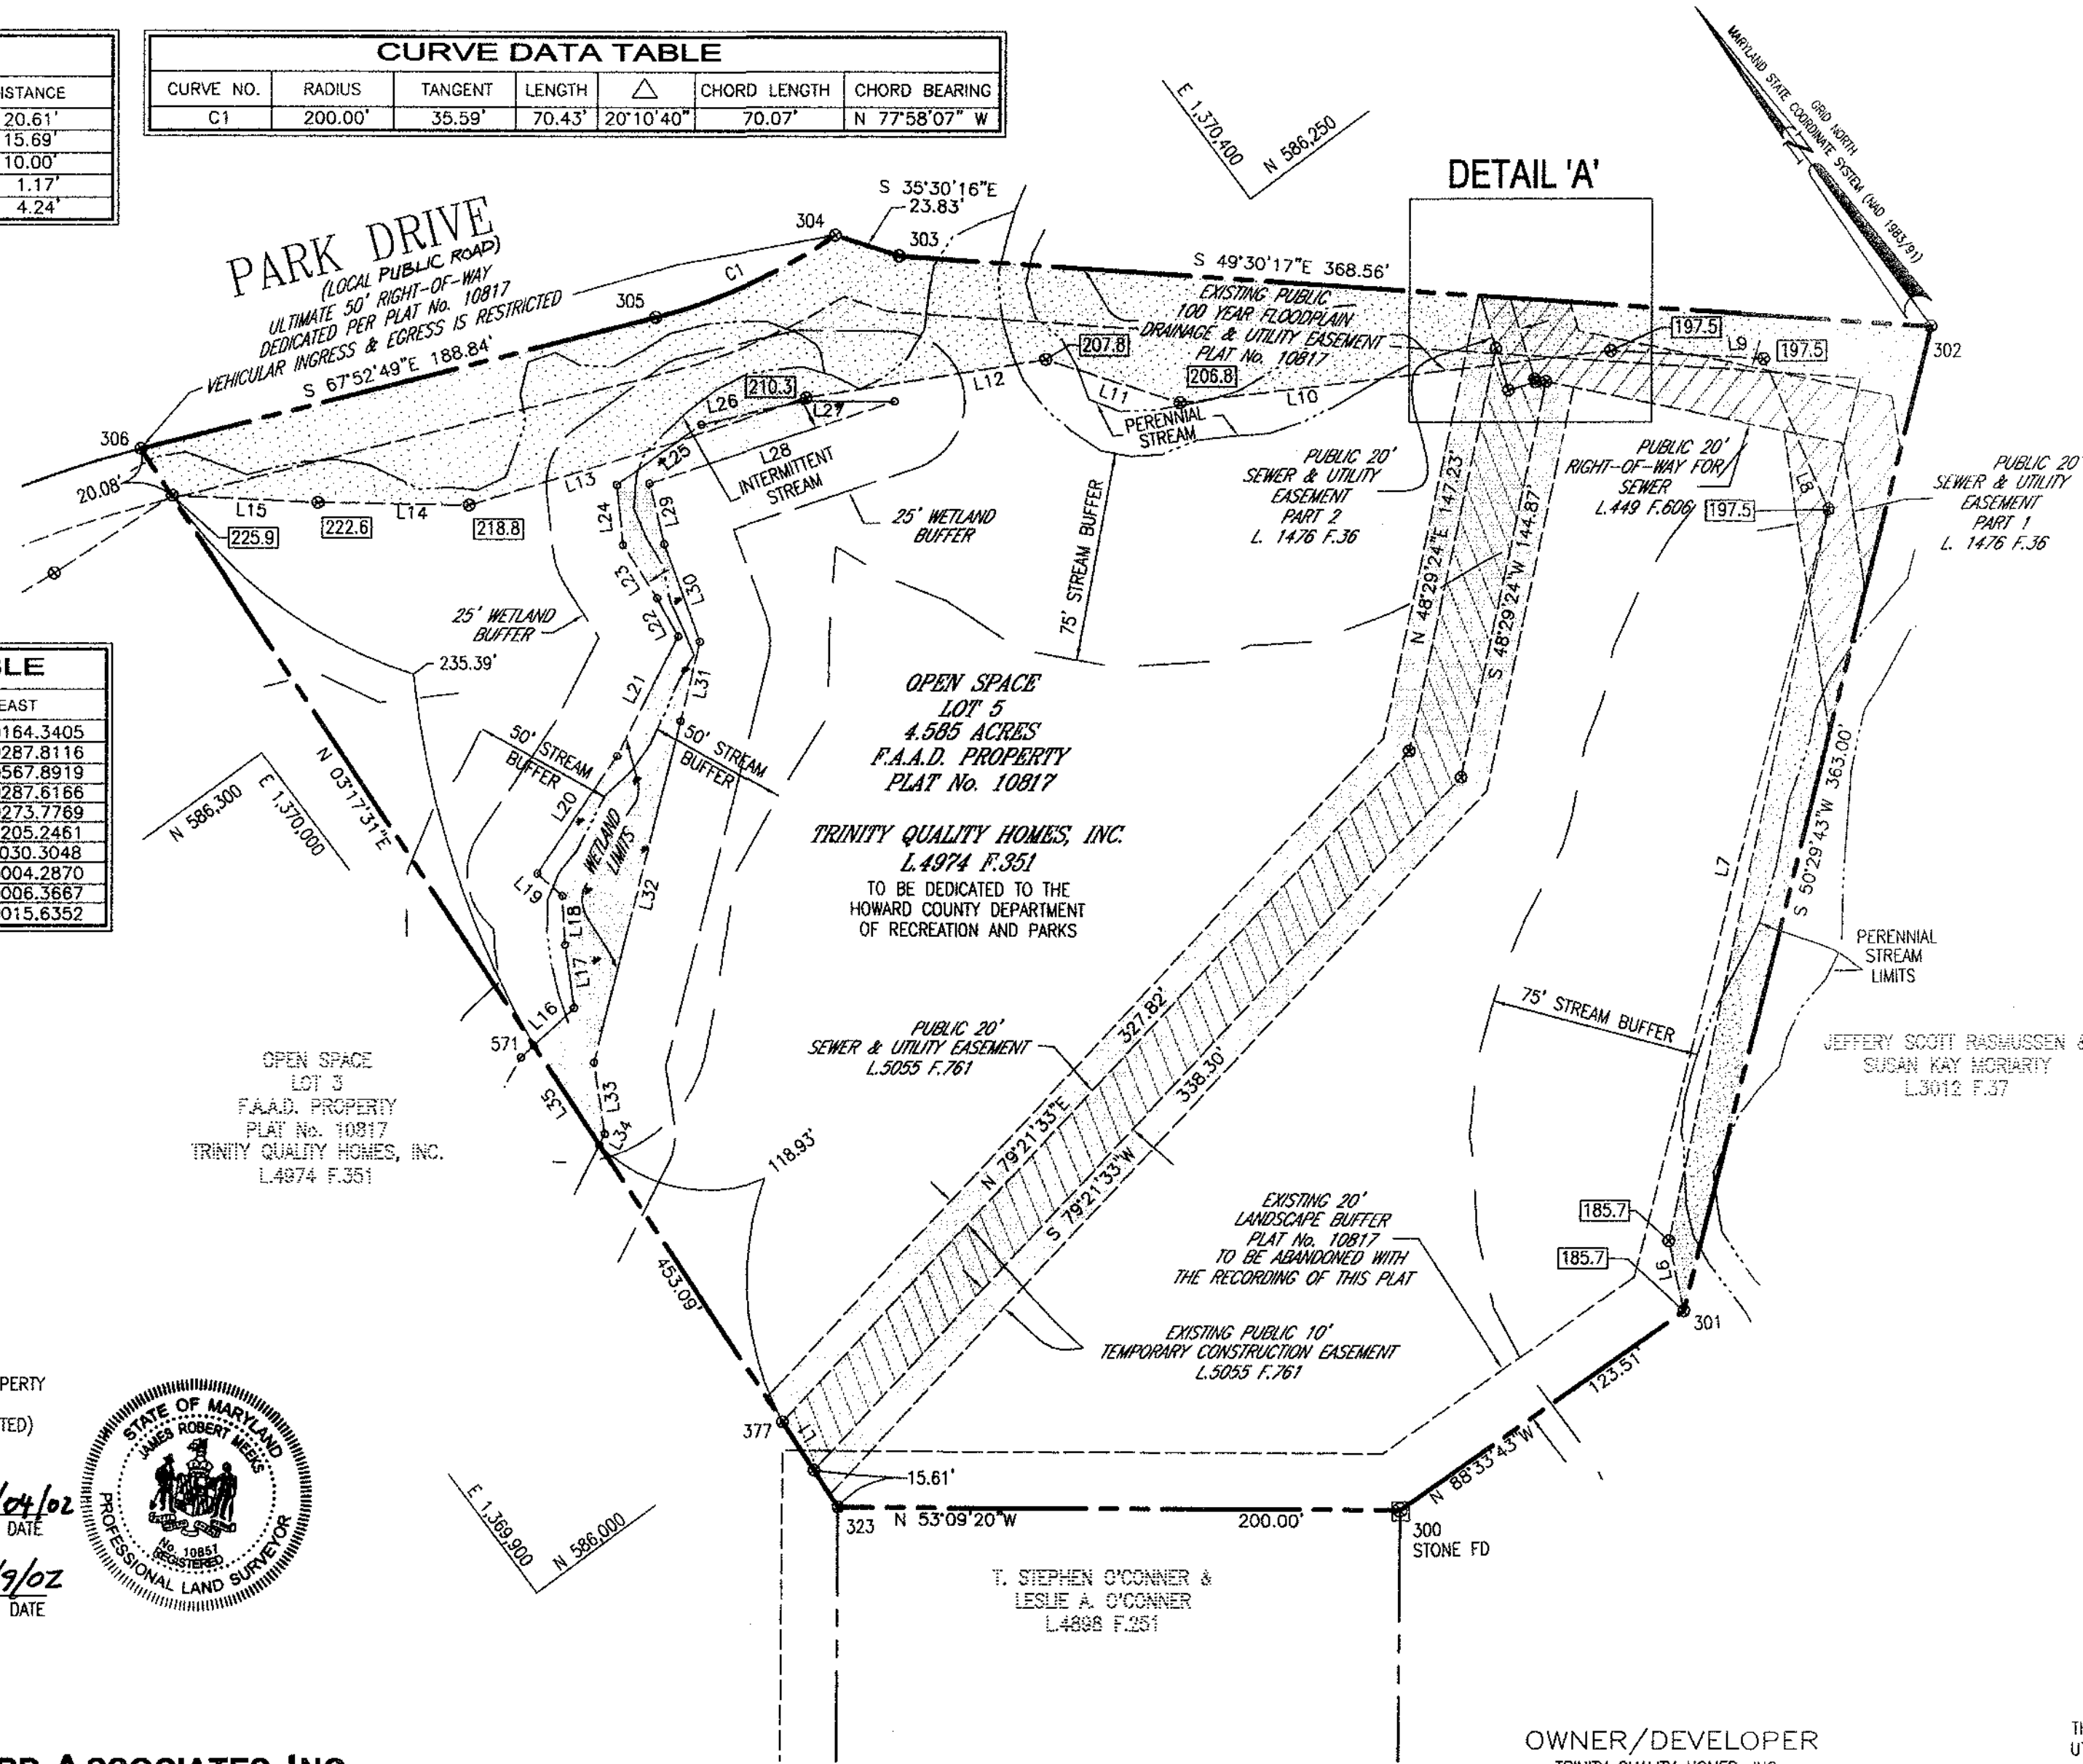 ISTANCE
20.61'
15.69'
10.00'
1.17'
4.24'
CURVE DATA TABLE
CURVE NO. RADIUS TANGENT LENGTH △ CHORD LENGTH CHORD BEARING
C1 200.00' 35.59' 70.43' 20°10'40" 70.07' N 77°58'07" W
E 1,370,400
N 586,250
MARYLAND STATE COORDINATE SYSTEM (NAD 1983/91)
GRID NORTH
N
DETAIL 'A'
PARK DRIVE
(LOCAL PUBLIC ROAD)
ULTIMATE 50' RIGHT-OF-WAY
DEDICATED PER PLAT No. 10817
VEHICULAR INGRESS & EGRESS IS RESTRICTED
S 67°52'49"E 188.84'
304
S 35°30'16"E
23.83'
303
C1
305
306
20.08'
S 49°30'17"E 368.56'
302
EXISTING PUBLIC
100 YEAR FLOODPLAIN
DRAINAGE & UTILITY EASEMENT
PLAT No. 10817
197.5
197.5
L9
207.8
206.8
210.3
L12
L11
L10
L26
L27
L25
L28
L13
L14
L15
218.8
222.6
225.9
INTERMITTENT
STREAM
PERENNIAL
STREAM
PUBLIC 20'
SEWER & UTILITY
EASEMENT
PART 2
L. 1476 F.36
PUBLIC 20'
RIGHT-OF-WAY FOR
SEWER
L.449 F.606
L8
197.5
PUBLIC 20'
SEWER & UTILITY
EASEMENT
PART 1
L. 1476 F.36
25' WETLAND
BUFFER
75' STREAM BUFFER
N 48°29'24"E 147.23'
S 48°29'24"W 144.87'
L24
L29
L23
L30
L22
25' WETLAND
BUFFER
235.39'
L21
L31
50' STREAM
BUFFER
50' STREAM
BUFFER
BLE
EAST
164.3405
287.8116
567.8919
287.6166
273.7769
205.2461
030.3048
004.2870
006.3667
015.6352
N 03°17'31"E
N 586,300
E 1,370,000
OPEN SPACE
LOT 5
4.585 ACRES
F.A.A.D. PROPERTY
PLAT No. 10817
TRINITY QUALITY HOMES, INC.
L.4974 F.351
TO BE DEDICATED TO THE
HOWARD COUNTY DEPARTMENT
OF RECREATION AND PARKS
L20
WETLAND
LIMITS
L19
L18
L32
L17
L16
571
L35
L33
L34
L7
S 50°29'43"W 363.00'
PERENNIAL
STREAM
LIMITS
75' STREAM BUFFER
JEFFERY SCOTT RASMUSSEN &
SUSAN KAY MORIARTY
L.3012 F.37
OPEN SPACE
LOT 3
F.A.A.D. PROPERTY
PLAT No. 10817
TRINITY QUALITY HOMES, INC.
L.4974 F.351
PUBLIC 20'
SEWER & UTILITY EASEMENT
L.5055 F.761
327.82'
338.30'
N 79°21'33"E
S 79°21'33"W
118.93'
453.09'
EXISTING 20'
LANDSCAPE BUFFER
PLAT No. 10817
TO BE ABANDONED WITH
THE RECORDING OF THIS PLAT
185.7
185.7
L6
301
EXISTING PUBLIC 10'
TEMPORARY CONSTRUCTION EASEMENT
L.5055 F.761
123.51'
N 88°33'43"W
377
L1
15.61'
323
N 53°09'20"W 200.00'
300
STONE FD
E 1,369,900
N 586,000
T. STEPHEN O'CONNER &
LESLIE A. O'CONNER
L.4898 F.251
PERTY
TED)
/04/02
DATE
/9/02
DATE
STATE OF MARYLAND
JAMES ROBERT MEEKS
No. 10857
REGISTERED
PROFESSIONAL LAND SURVEYOR
OWNER/DEVELOPER
TRINITY QUALITY HOMES, INC.
ASSOCIATES INC